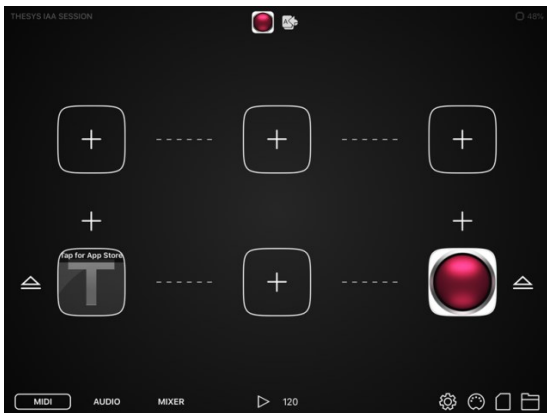 THESYS IAA SESSION
48%
Tap for App Store
T
MIDI AUDIO MIXER 120